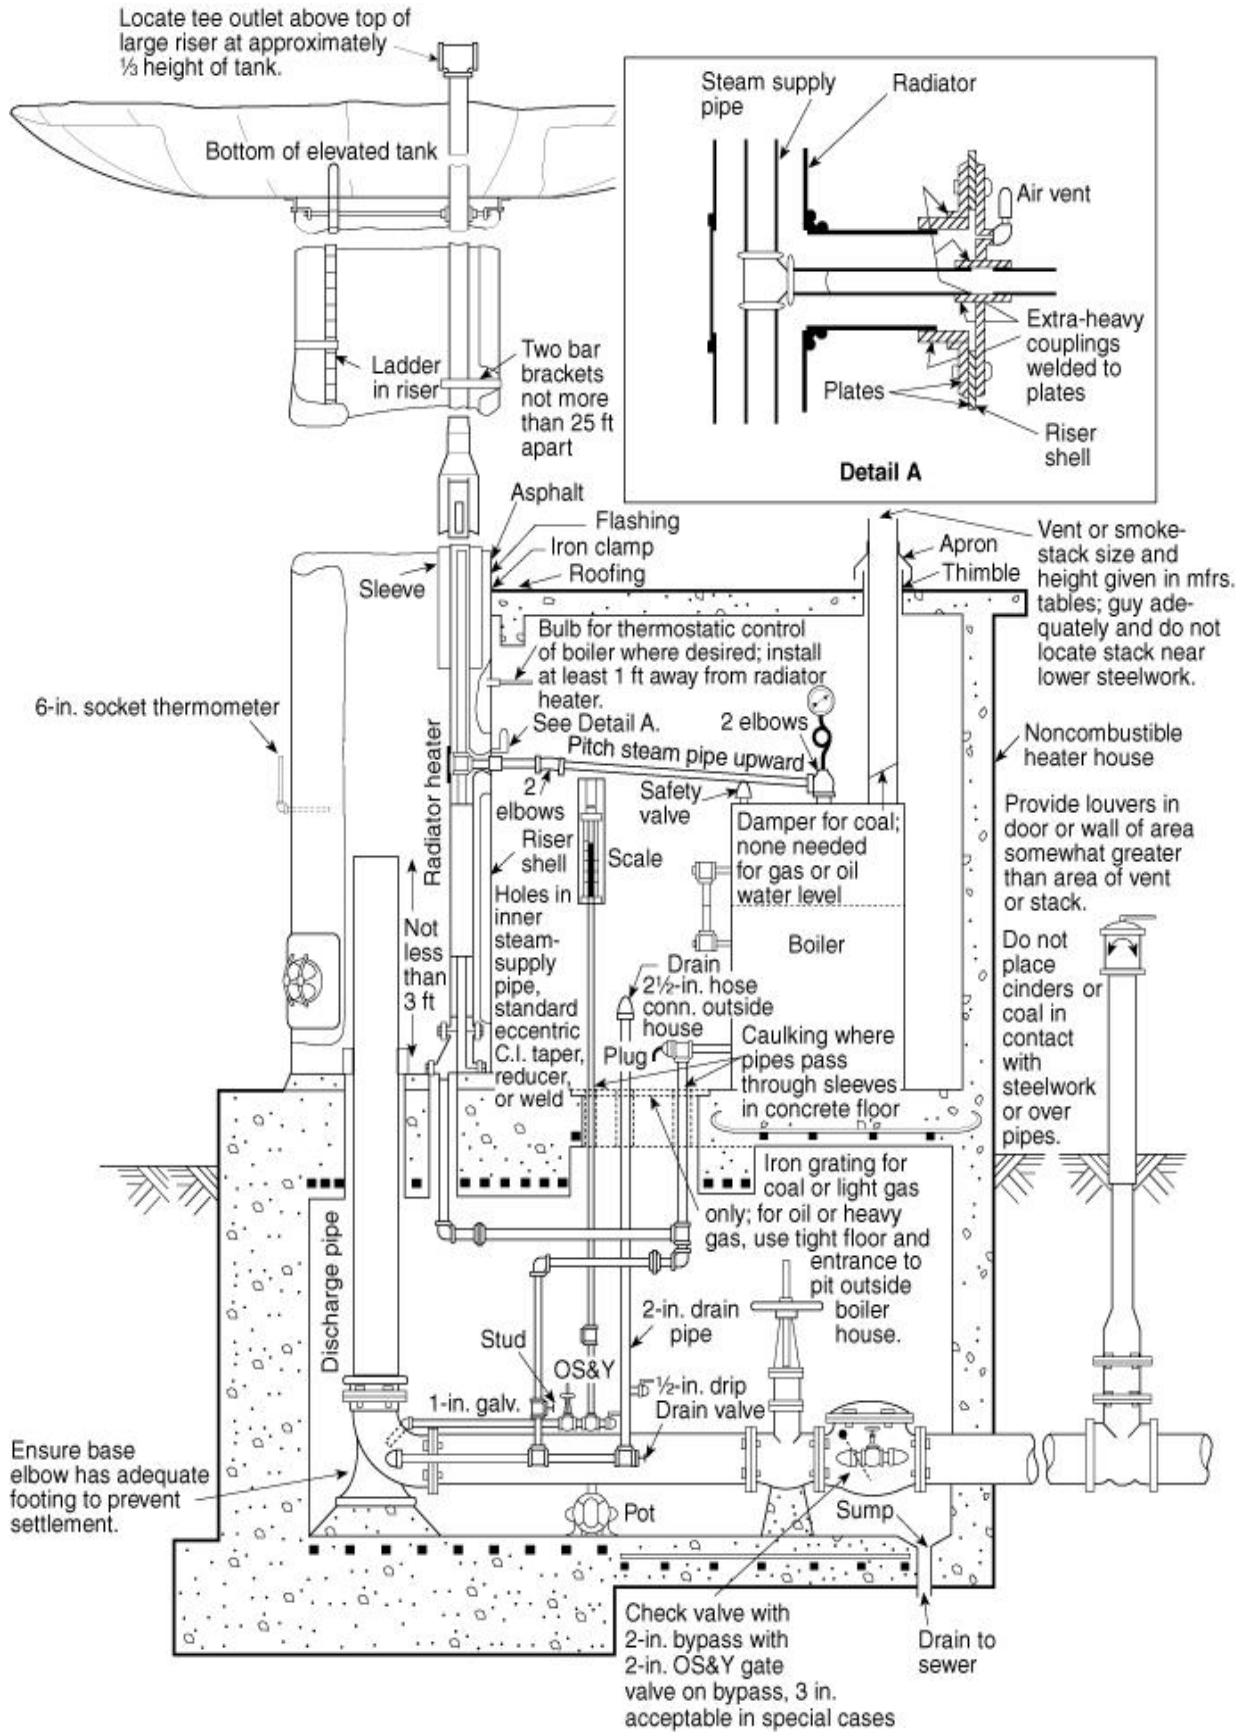 Locate tee outlet above top of
large riser at approximately
⅓ height of tank.
Bottom of elevated tank
Ladder
in riser
Two bar
brackets
not more
than 25 ft
apart
Steam supply
pipe
Radiator
Air vent
Extra-heavy
couplings
welded to
plates
Plates
Riser
shell
Detail A
Asphalt
Flashing
Iron clamp
Roofing
Sleeve
Apron
Thimble
Vent or smoke-
stack size and
height given in mfrs.
tables; guy ade-
quately and do not
locate stack near
lower steelwork.
Bulb for thermostatic control
of boiler where desired; install
at least 1 ft away from radiator
heater.
6-in. socket thermometer
See Detail A.
2 elbows
Pitch steam pipe upward
Radiator heater
2
elbows
Safety
valve
Noncombustible
heater house
Riser
shell
Scale
Damper for coal;
none needed
for gas or oil
water level
Boiler
Provide louvers in
door or wall of area
somewhat greater
than area of vent
or stack.
Not
less
than
3 ft
Holes in
inner
steam-
supply
pipe,
standard
eccentric
C.I. taper,
reducer,
or weld
Drain
2½-in. hose
conn. outside
house
Plug
Caulking where
pipes pass
through sleeves
in concrete floor
Do not
place
cinders or
coal in
contact
with
steelwork
or over
pipes.
Iron grating for
coal or light gas
only; for oil or heavy
gas, use tight floor and
entrance to
pit outside
boiler
house.
Discharge pipe
2-in. drain
pipe
Stud
OS&Y
1-in. galv.
½-in. drip
Drain valve
Ensure base
elbow has adequate
footing to prevent
settlement.
Pot
Sump
Check valve with
2-in. bypass with
2-in. OS&Y gate
valve on bypass, 3 in.
acceptable in special cases
Drain to
sewer